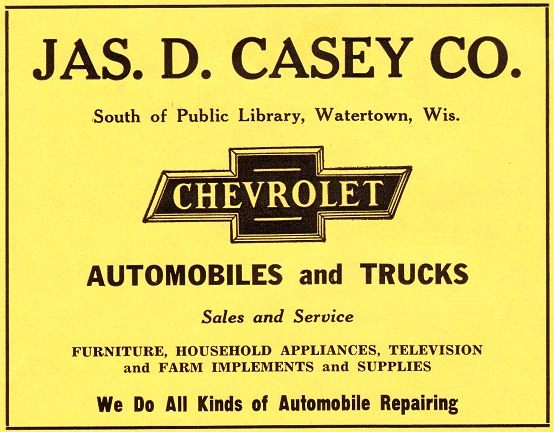 JAS. D. CASEY CO.
South of Public Library, Watertown, Wis.
CHEVROLET
AUTOMOBILES and TRUCKS
Sales and Service
FURNITURE, HOUSEHOLD APPLIANCES, TELEVISION
and FARM IMPLEMENTS and SUPPLIES
We Do All Kinds of Automobile Repairing